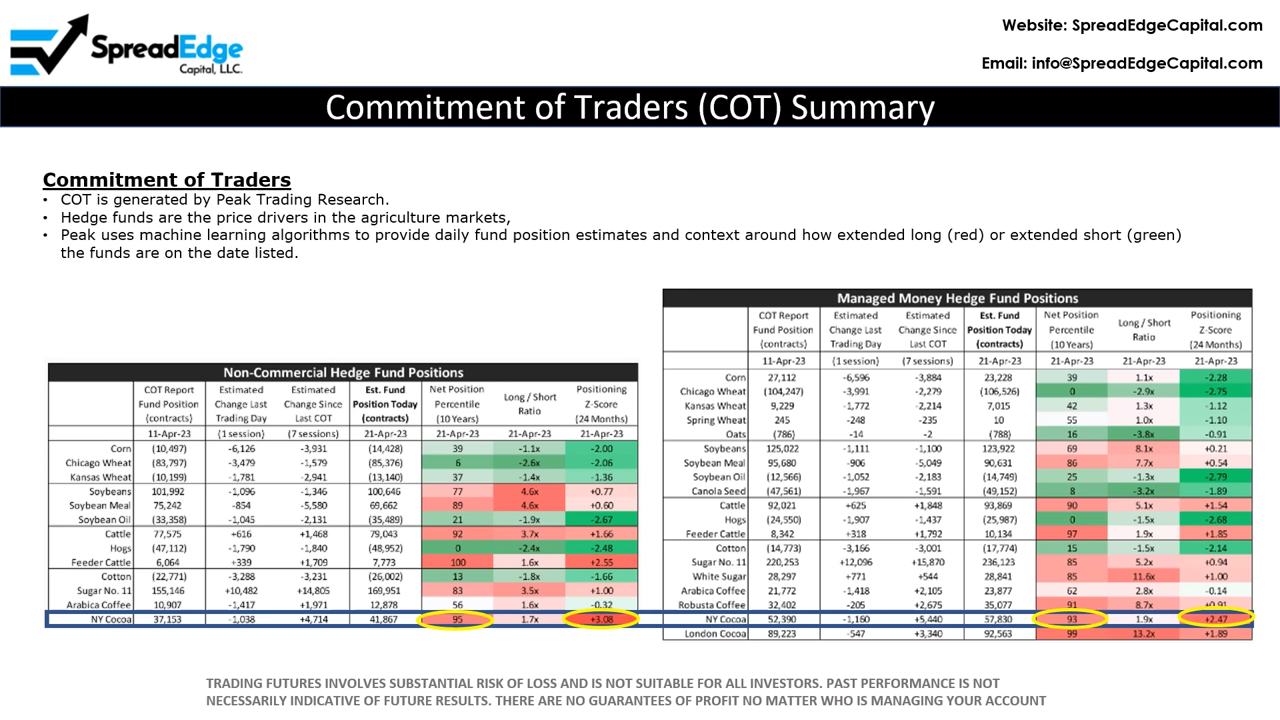 SpreadEdge
Capital, LLC.
Website: SpreadEdgeCapital.com
Email: info@SpreadEdgeCapital.com
Commitment of Traders (COT) Summary
Commitment of Traders
• COT is generated by Peak Trading Research.
• Hedge funds are the price drivers in the agriculture markets,
• Peak uses machine learning algorithms to provide daily fund position estimates and context around how extended long (red) or extended short (green)
the funds are on the date listed.
Non-Commercial Hedge Fund Positions
COT Report Estimated Estimated Est. Fund Net Position Positioning
Fund Position Change Last Change Since Position Today Percentile Long / Short Z-Score
(contracts) Trading Day Last COT (contracts) (10 Years) Ratio (24 Months)
11-Apr-23 (1 session) (7 sessions) 21-Apr-23 21-Apr-23 21-Apr-23 21-Apr-23
Corn (10,497) -6,126 -3,931 (14,428) 39 -1.1x -2.00
Chicago Wheat (83,797) -3,479 -1,579 (85,376) 6 -2.6x -2.06
Kansas Wheat (10,199) -1,781 -2,941 (13,140) 37 -1.4x -1.36
Soybeans 101,992 -1,096 -1,346 100,646 77 4.6x +0.77
Soybean Meal 75,242 -854 -5,580 69,662 89 4.6x +0.60
Soybean Oil (33,358) -1,045 -2,131 (35,489) 21 -1.9x -2.67
Cattle 77,575 +616 +1,468 79,043 92 3.7x +1.66
Hogs (47,112) -1,790 -1,840 (48,952) 0 -2.4x -2.48
Feeder Cattle 6,064 +339 +1,709 7,773 100 1.6x +2.55
Cotton (22,771) -3,288 -3,231 (26,002) 13 -1.8x -1.66
Sugar No. 11 155,146 +10,482 +14,805 169,951 83 3.5x +1.00
Arabica Coffee 10,907 -1,417 +1,971 12,878 56 1.6x -0.32
NY Cocoa 37,153 -1,038 +4,714 41,867 95 1.7x +3.08
Managed Money Hedge Fund Positions
COT Report Estimated Estimated Est. Fund Net Position Positioning
Fund Position Change Last Change Since Position Today Percentile Long / Short Z-Score
(contracts) Trading Day Last COT (contracts) (10 Years) Ratio (24 Months)
11-Apr-23 (1 session) (7 sessions) 21-Apr-23 21-Apr-23 21-Apr-23 21-Apr-23
Corn 27,112 -6,596 -3,884 23,228 39 1.1x -2.28
Chicago Wheat (104,247) -3,991 -2,279 (106,526) 0 -2.9x -2.75
Kansas Wheat 9,229 -1,772 -2,214 7,015 42 1.3x -1.12
Spring Wheat 245 -248 -235 10 55 1.0x -1.10
Oats (786) -14 -2 (788) 16 -3.8x -0.91
Soybeans 125,022 -1,111 -1,100 123,922 69 8.1x +0.21
Soybean Meal 95,680 -906 -5,049 90,631 86 7.7x +0.54
Soybean Oil (12,566) -1,052 -2,183 (14,749) 25 -1.3x -2.79
Canola Seed (47,561) -1,967 -1,591 (49,152) 8 -3.2x -1.89
Cattle 92,021 +625 +1,848 93,869 90 5.1x +1.54
Hogs (24,550) -1,907 -1,437 (25,987) 0 -1.5x -2.68
Feeder Cattle 8,342 +318 +1,792 10,134 97 1.9x +1.85
Cotton (14,773) -3,166 -3,001 (17,774) 15 -1.5x -2.14
Sugar No. 11 220,253 +12,096 +15,870 236,123 85 5.2x +0.94
White Sugar 28,297 +771 +544 28,841 85 11.6x +1.00
Arabica Coffee 21,772 -1,418 +2,105 23,877 62 2.8x -0.14
Robusta Coffee 32,402 -205 +2,675 35,077 91 8.7x +0.91
NY Cocoa 52,390 -1,160 +5,440 57,830 93 1.9x +2.47
London Cocoa 89,223 -547 +3,340 92,563 99 13.2x +1.89
TRADING FUTURES INVOLVES SUBSTANTIAL RISK OF LOSS AND IS NOT SUITABLE FOR ALL INVESTORS. PAST PERFORMANCE IS NOT
NECESSARILY INDICATIVE OF FUTURE RESULTS. THERE ARE NO GUARANTEES OF PROFIT NO MATTER WHO IS MANAGING YOUR ACCOUNT